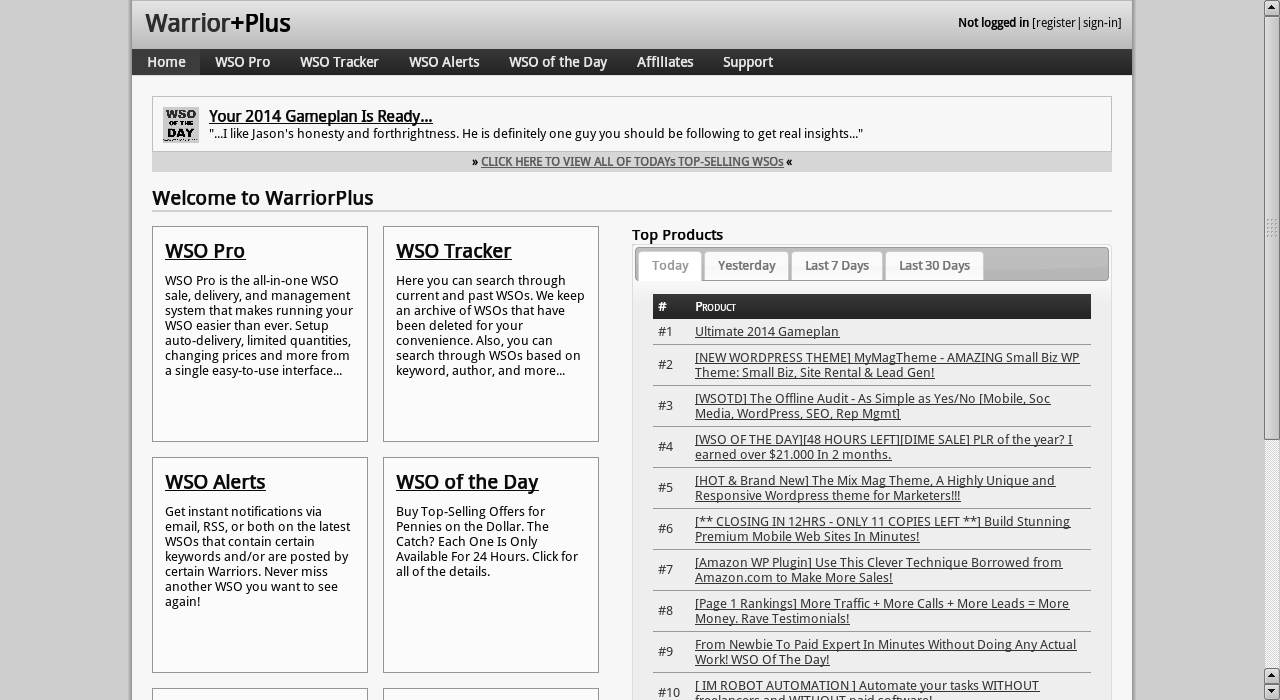 Warrior+Plus
Not logged in [register|sign-in]
Home WSO Pro WSO Tracker WSO Alerts WSO of the Day Affiliates Support
WSO
OF THE
DAY
Your 2014 Gameplan Is Ready...
"...I like Jason's honesty and forthrightness. He is definitely one guy you should be following to get real insights..."
» CLICK HERE TO VIEW ALL OF TODAYs TOP-SELLING WSOs «
Welcome to WarriorPlus
WSO Pro
WSO Pro is the all-in-one WSO
sale, delivery, and management
system that makes running your
WSO easier than ever. Setup
auto-delivery, limited quantities,
changing prices and more from
a single easy-to-use interface...
WSO Tracker
Here you can search through
current and past WSOs. We keep
an archive of WSOs that have
been deleted for your
convenience. Also, you can
search through WSOs based on
keyword, author, and more...
WSO Alerts
Get instant notifications via
email, RSS, or both on the latest
WSOs that contain certain
keywords and/or are posted by
certain Warriors. Never miss
another WSO you want to see
again!
WSO of the Day
Buy Top-Selling Offers for
Pennies on the Dollar. The
Catch? Each One Is Only
Available For 24 Hours. Click for
all of the details.
Top Products
Today Yesterday Last 7 Days Last 30 Days
# Product
#1 Ultimate 2014 Gameplan
#2 [NEW WORDPRESS THEME] MyMagTheme - AMAZING Small Biz WP
Theme: Small Biz, Site Rental & Lead Gen!
#3 [WSOTD] The Offline Audit - As Simple as Yes/No [Mobile, Soc
Media, WordPress, SEO, Rep Mgmt]
#4 [WSO OF THE DAY][48 HOURS LEFT][DIME SALE] PLR of the year? I
earned over $21.000 In 2 months.
#5 [HOT & Brand New] The Mix Mag Theme, A Highly Unique and
Responsive Wordpress theme for Marketers!!!
#6 [** CLOSING IN 12HRS - ONLY 11 COPIES LEFT **] Build Stunning
Premium Mobile Web Sites In Minutes!
#7 [Amazon WP Plugin] Use This Clever Technique Borrowed from
Amazon.com to Make More Sales!
#8 [Page 1 Rankings] More Traffic + More Calls + More Leads = More
Money. Rave Testimonials!
#9 From Newbie To Paid Expert In Minutes Without Doing Any Actual
Work! WSO Of The Day!
#10 [ IM ROBOT AUTOMATION ] Automate your tasks WITHOUT
freelancers and WITHOUT paid software!